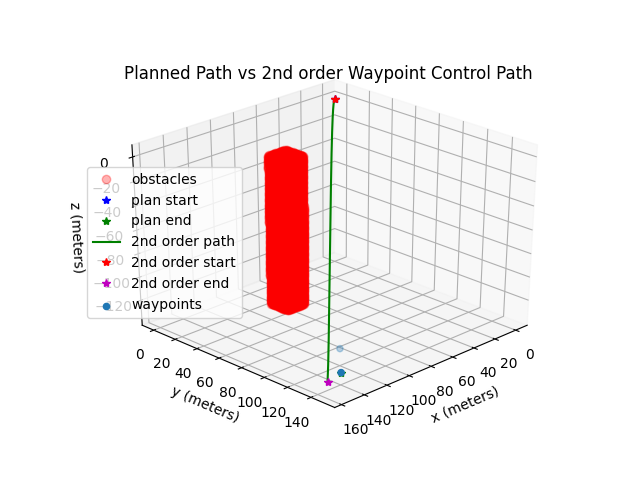 Planned Path vs 2nd order Waypoint Control Path
0
−20
−40
−60
−80
−100
−120
z (meters)
obstacles
plan start
plan end
2nd order path
2nd order start
2nd order end
waypoints
0
20
40
60
80
100
120
140
y (meters)
160
140
120
100
80
60
40
20
0
x (meters)